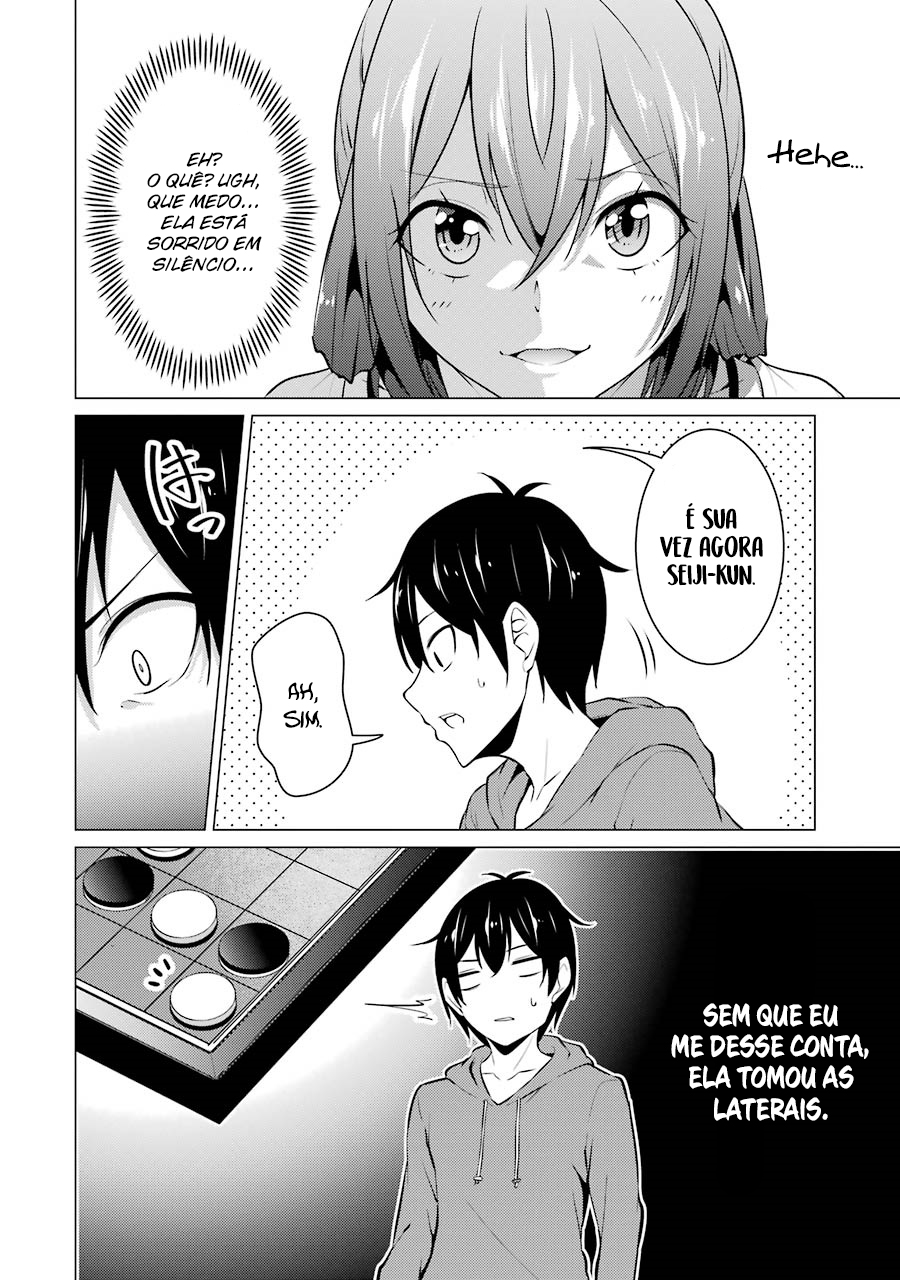 Hehe...
EH?
O QUÊ? UGH,
QUE MEDO...
ELA ESTÁ
SORRIDO EM
SILÊNCIO...
É SUA
VEZ AGORA
SEIJI-KUN.
AH,
SIM.
はっ
SEM QUE EU
ME DESSE CONTA,
ELA TOMOU AS
LATERAIS.